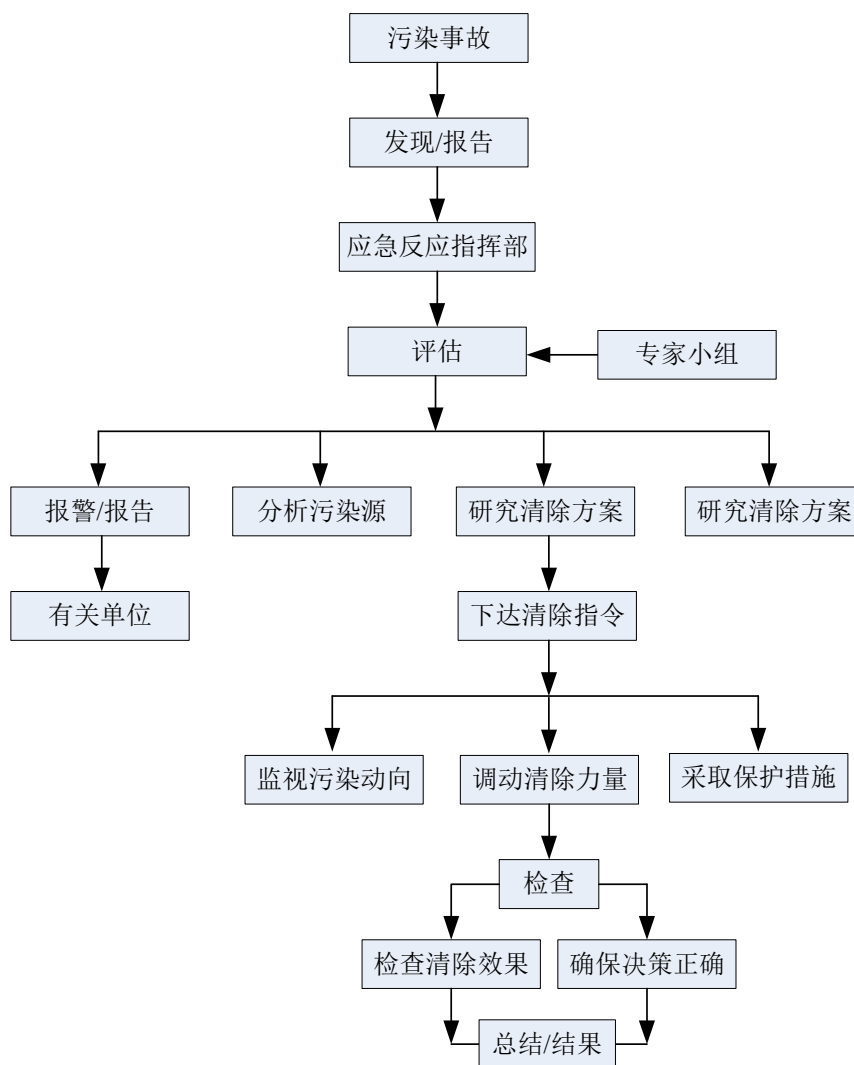 污染事故
发现/报告
应急反应指挥部
评估
专家小组
报警/报告
分析污染源
研究清除方案
研究清除方案
有关单位
下达清除指令
监视污染动向
调动清除力量
采取保护措施
检查
检查清除效果
确保决策正确
总结/结果